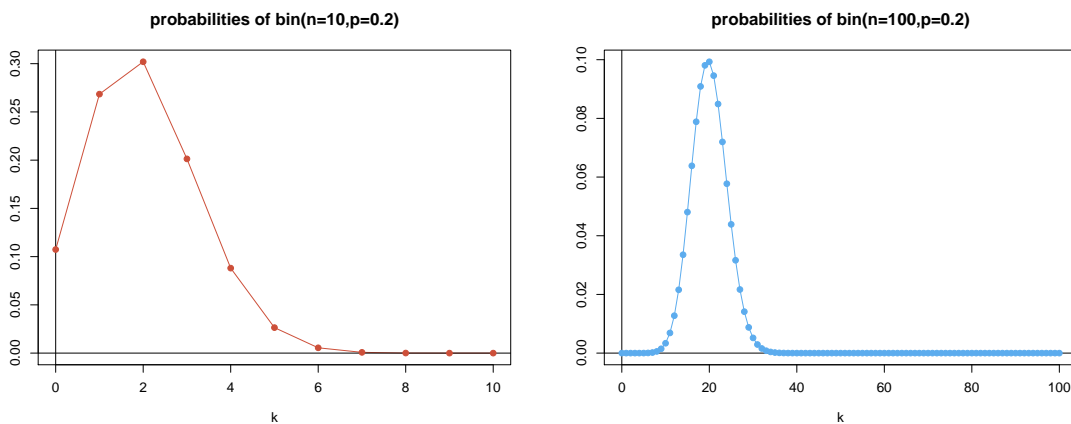 probabilities of bin(n=10,p=0.2)
0.30
0.25
0.20
0.15
0.10
0.05
0.00
0 2 4 6 8 10
k
probabilities of bin(n=100,p=0.2)
0.10
0.08
0.06
0.04
0.02
0.00
0 20 40 60 80 100
k